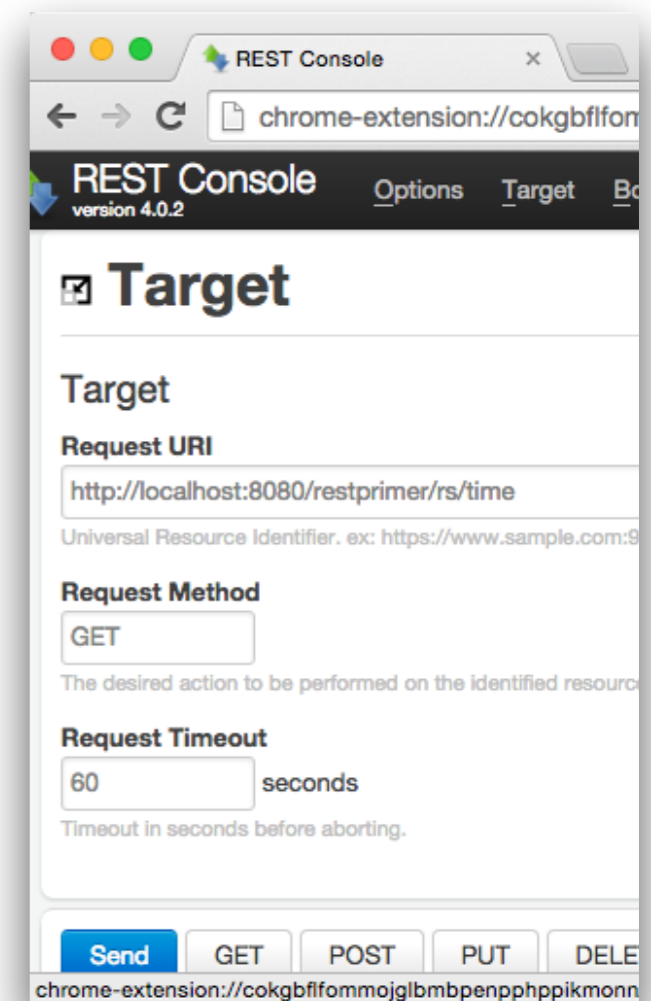 REST Console
chrome-extension://cokgbflfom
REST Console Options Target Bo
version 4.0.2
Target
Target
Request URI
http://localhost:8080/restprimer/rs/time
Universal Resource Identifier. ex: https://www.sample.com:9
Request Method
GET
The desired action to be performed on the identified resource
Request Timeout
60 seconds
Timeout in seconds before aborting.
Send GET POST PUT DELE
chrome-extension://cokgbflfommojglbmbpenpphppikmonn